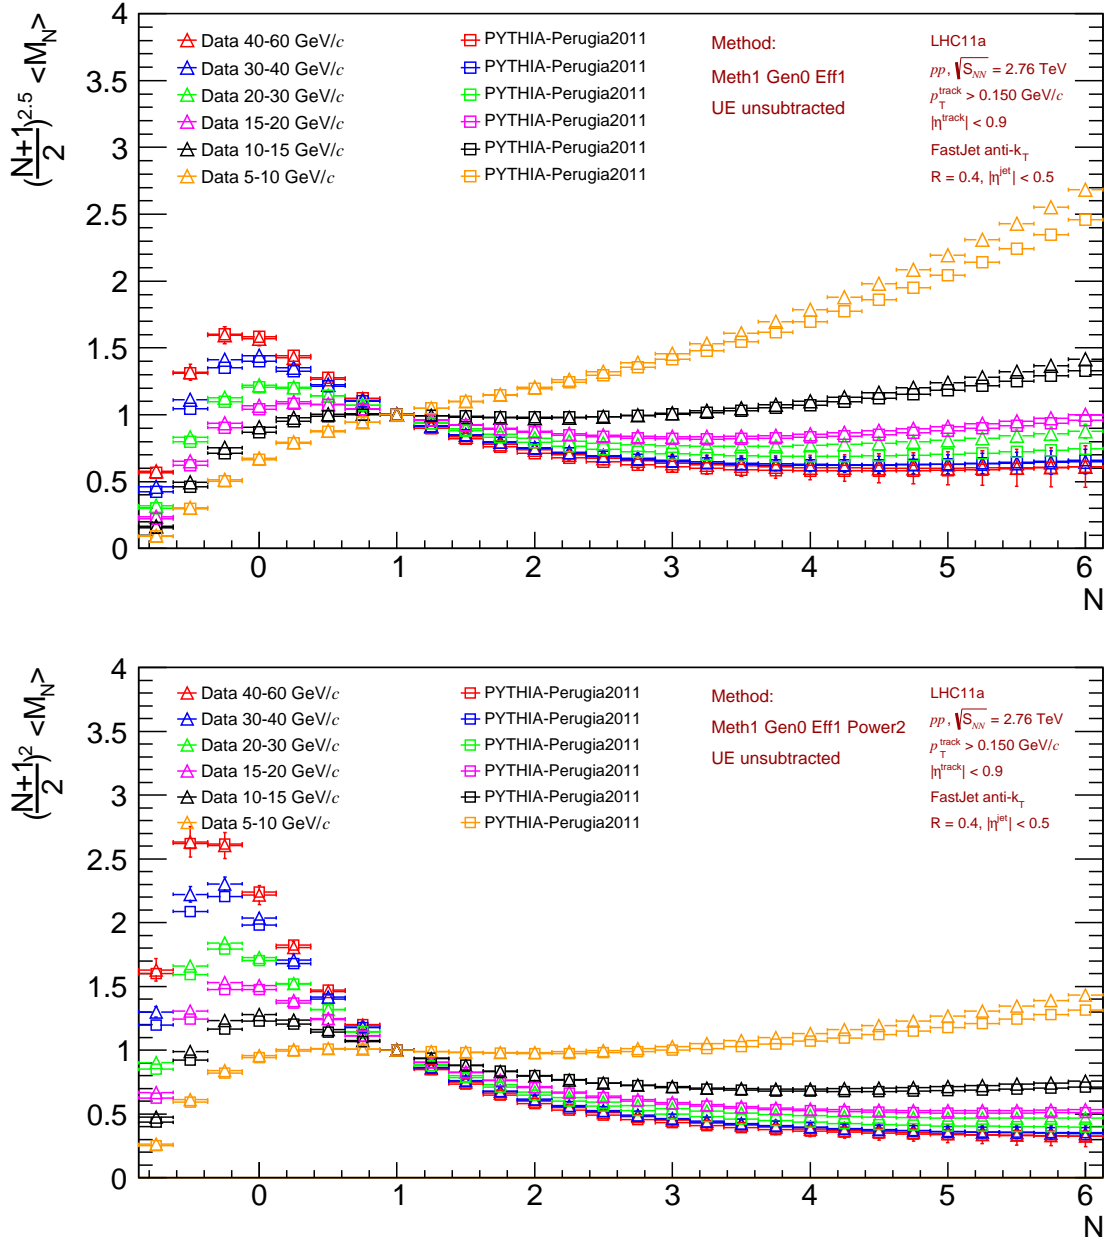 4
3.5
3
2.5
2
1.5
1
0.5
0
(N+1/2)^2.5 <M_N>
Data 40-60 GeV/c
Data 30-40 GeV/c
Data 20-30 GeV/c
Data 15-20 GeV/c
Data 10-15 GeV/c
Data 5-10 GeV/c
PYTHIA-Perugia2011
PYTHIA-Perugia2011
PYTHIA-Perugia2011
PYTHIA-Perugia2011
PYTHIA-Perugia2011
PYTHIA-Perugia2011
Method:
Meth1 Gen0 Eff1
UE unsubtracted
LHC11a
pp, √S_NN = 2.76 TeV
p_T^track > 0.150 GeV/c
|η^track| < 0.9
FastJet anti-k_T
R = 0.4, |η^jet| < 0.5
0 1 2 3 4 5 6
N
4
3.5
3
2.5
2
1.5
1
0.5
0
(N+1/2)^2 <M_N>
Data 40-60 GeV/c
Data 30-40 GeV/c
Data 20-30 GeV/c
Data 15-20 GeV/c
Data 10-15 GeV/c
Data 5-10 GeV/c
PYTHIA-Perugia2011
PYTHIA-Perugia2011
PYTHIA-Perugia2011
PYTHIA-Perugia2011
PYTHIA-Perugia2011
PYTHIA-Perugia2011
Method:
Meth1 Gen0 Eff1 Power2
UE unsubtracted
LHC11a
pp, √S_NN = 2.76 TeV
p_T^track > 0.150 GeV/c
|η^track| < 0.9
FastJet anti-k_T
R = 0.4, |η^jet| < 0.5
0 1 2 3 4 5 6
N